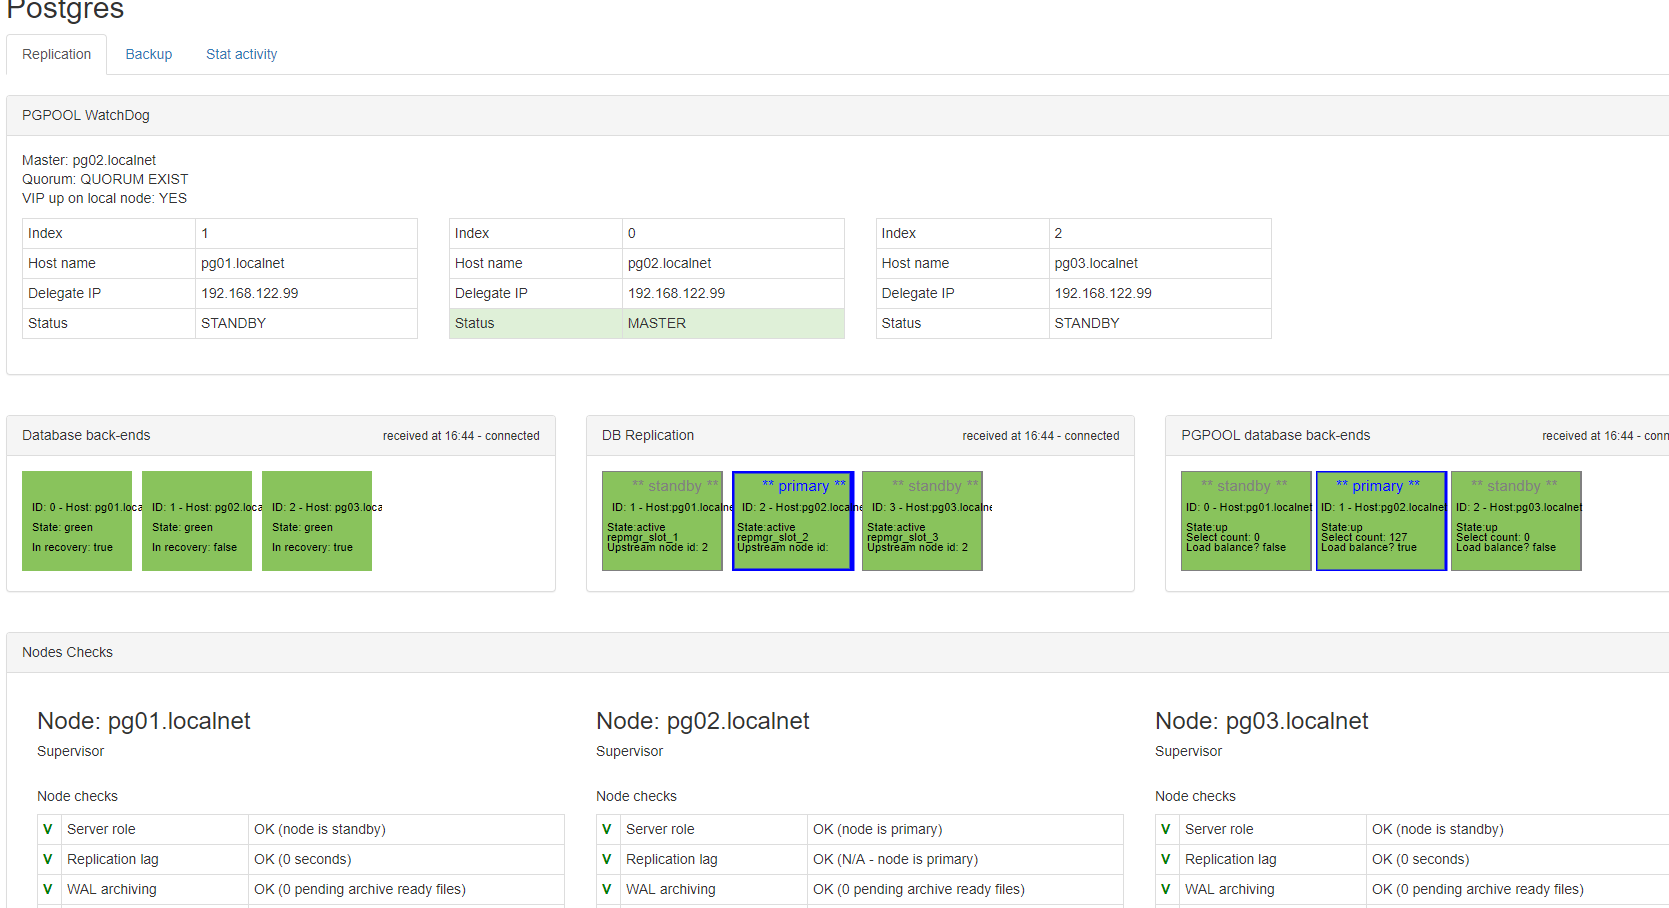 Postgres
Replication Backup Stat activity
PGPOOL WatchDog
Master: pg02.localnet
Quorum: QUORUM EXIST
VIP up on local node: YES
Index 1
Host name pg01.localnet
Delegate IP 192.168.122.99
Status STANDBY
Index 0
Host name pg02.localnet
Delegate IP 192.168.122.99
Status MASTER
Index 2
Host name pg03.localnet
Delegate IP 192.168.122.99
Status STANDBY
Database back-ends received at 16:44 - connected
ID: 0 - Host: pg01.loca
State: green
In recovery: true
ID: 1 - Host: pg02.loca
State: green
In recovery: false
ID: 2 - Host: pg03.loca
State: green
In recovery: true
DB Replication received at 16:44 - connected
** standby **
ID: 1 - Host:pg01.localne
State:active
repmgr_slot_1
Upstream node id: 2
** primary **
ID: 2 - Host:pg02.localne
State:active
repmgr_slot_2
Upstream node id:
** standby **
ID: 3 - Host:pg03.localne
State:active
repmgr_slot_3
Upstream node id: 2
PGPOOL database back-ends received at 16:44 - conn
** standby **
ID: 0 - Host:pg01.localnet
State:up
Select count: 0
Load balance? false
** primary **
ID: 1 - Host:pg02.localnet
State:up
Select count: 127
Load balance? true
** standby **
ID: 2 - Host:pg03.localnet
State:up
Select count: 0
Load balance? false
Nodes Checks
Node: pg01.localnet
Supervisor
Node checks
V Server role OK (node is standby)
V Replication lag OK (0 seconds)
V WAL archiving OK (0 pending archive ready files)
Node: pg02.localnet
Supervisor
Node checks
V Server role OK (node is primary)
V Replication lag OK (N/A - node is primary)
V WAL archiving OK (0 pending archive ready files)
Node: pg03.localnet
Supervisor
Node checks
V Server role OK (node is standby)
V Replication lag OK (0 seconds)
V WAL archiving OK (0 pending archive ready files)